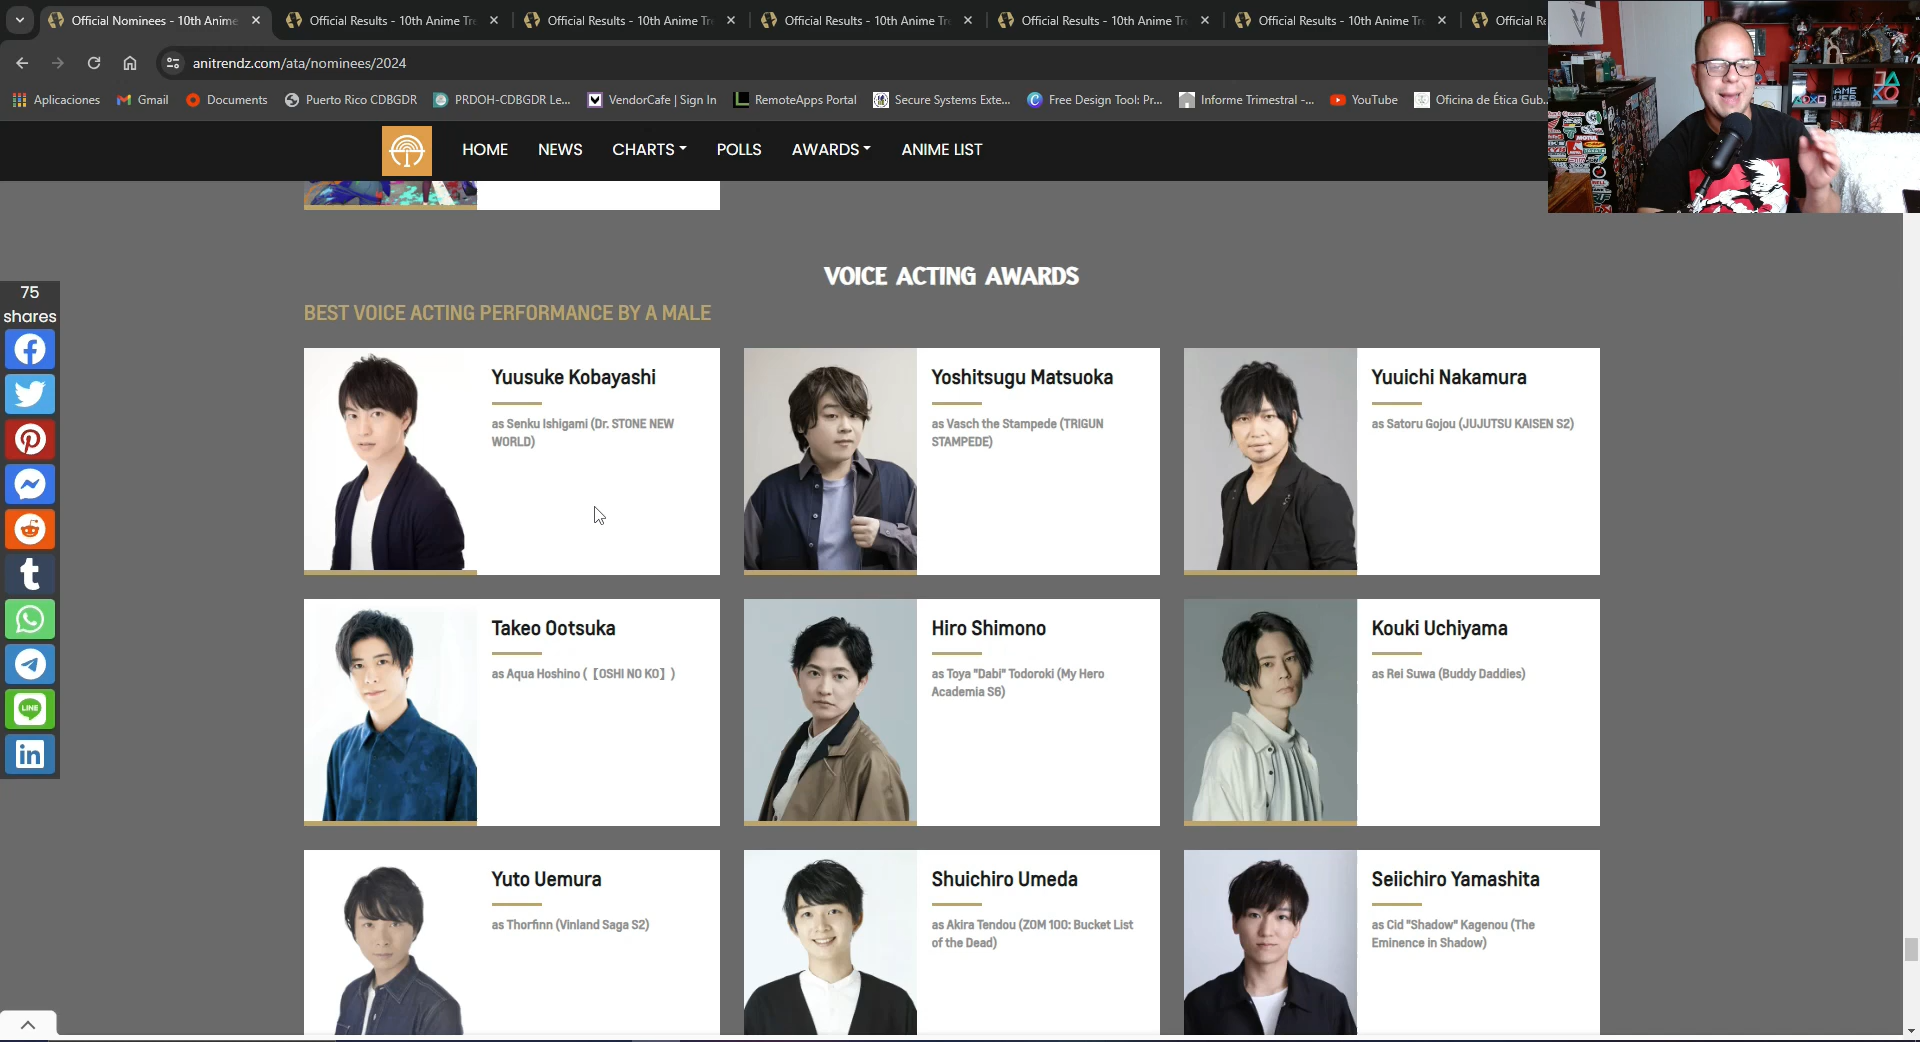 Official Nominees - 10th Anime
Official Results - 10th Anime Tr
Official Results - 10th Anime Tr
Official Results - 10th Anime Tr
Official Results - 10th Anime Tr
Official Results - 10th Anime Tr
Official Re
anitrendz.com/ata/nominees/2024
Aplicaciones
Gmail
Documents
Puerto Rico CDBGDR
PRDOH-CDBGDR Le...
VendorCafe | Sign In
RemoteApps Portal
Secure Systems Exte...
Free Design Tool: Pr...
Informe Trimestral -...
YouTube
Oficina de Ética Gub...
HOME
NEWS
CHARTS
POLLS
AWARDS
ANIME LIST
75
shares
LINE
VOICE ACTING AWARDS
BEST VOICE ACTING PERFORMANCE BY A MALE
Yuusuke Kobayashi
as Senku Ishigami (Dr. STONE NEW
WORLD)
Yoshitsugu Matsuoka
as Vasch the Stampede (TRIGUN
STAMPEDE)
Yuuichi Nakamura
as Satoru Gojou (JUJUTSU KAISEN S2)
Takeo Ootsuka
as Aqua Hoshino (【OSHI NO KO】)
Hiro Shimono
as Toya "Dabi" Todoroki (My Hero
Academia S6)
Kouki Uchiyama
as Rei Suwa (Buddy Daddies)
Yuto Uemura
as Thorfinn (Vinland Saga S2)
Shuichiro Umeda
as Akira Tendou (ZOM 100: Bucket List
of the Dead)
Seiichiro Yamashita
as Cid "Shadow" Kagenou (The
Eminence in Shadow)